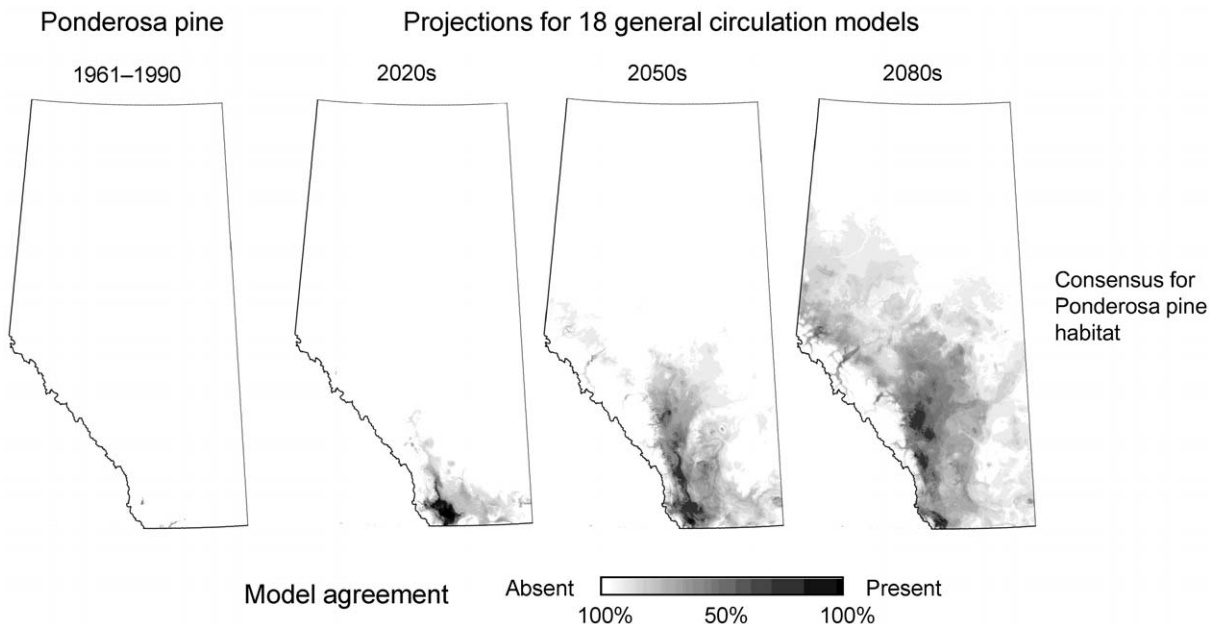 Ponderosa pine
Projections for 18 general circulation models
1961–1990
2020s
2050s
2080s
Consensus for
Ponderosa pine
habitat
Model agreement
Absent
Present
100%
50%
100%